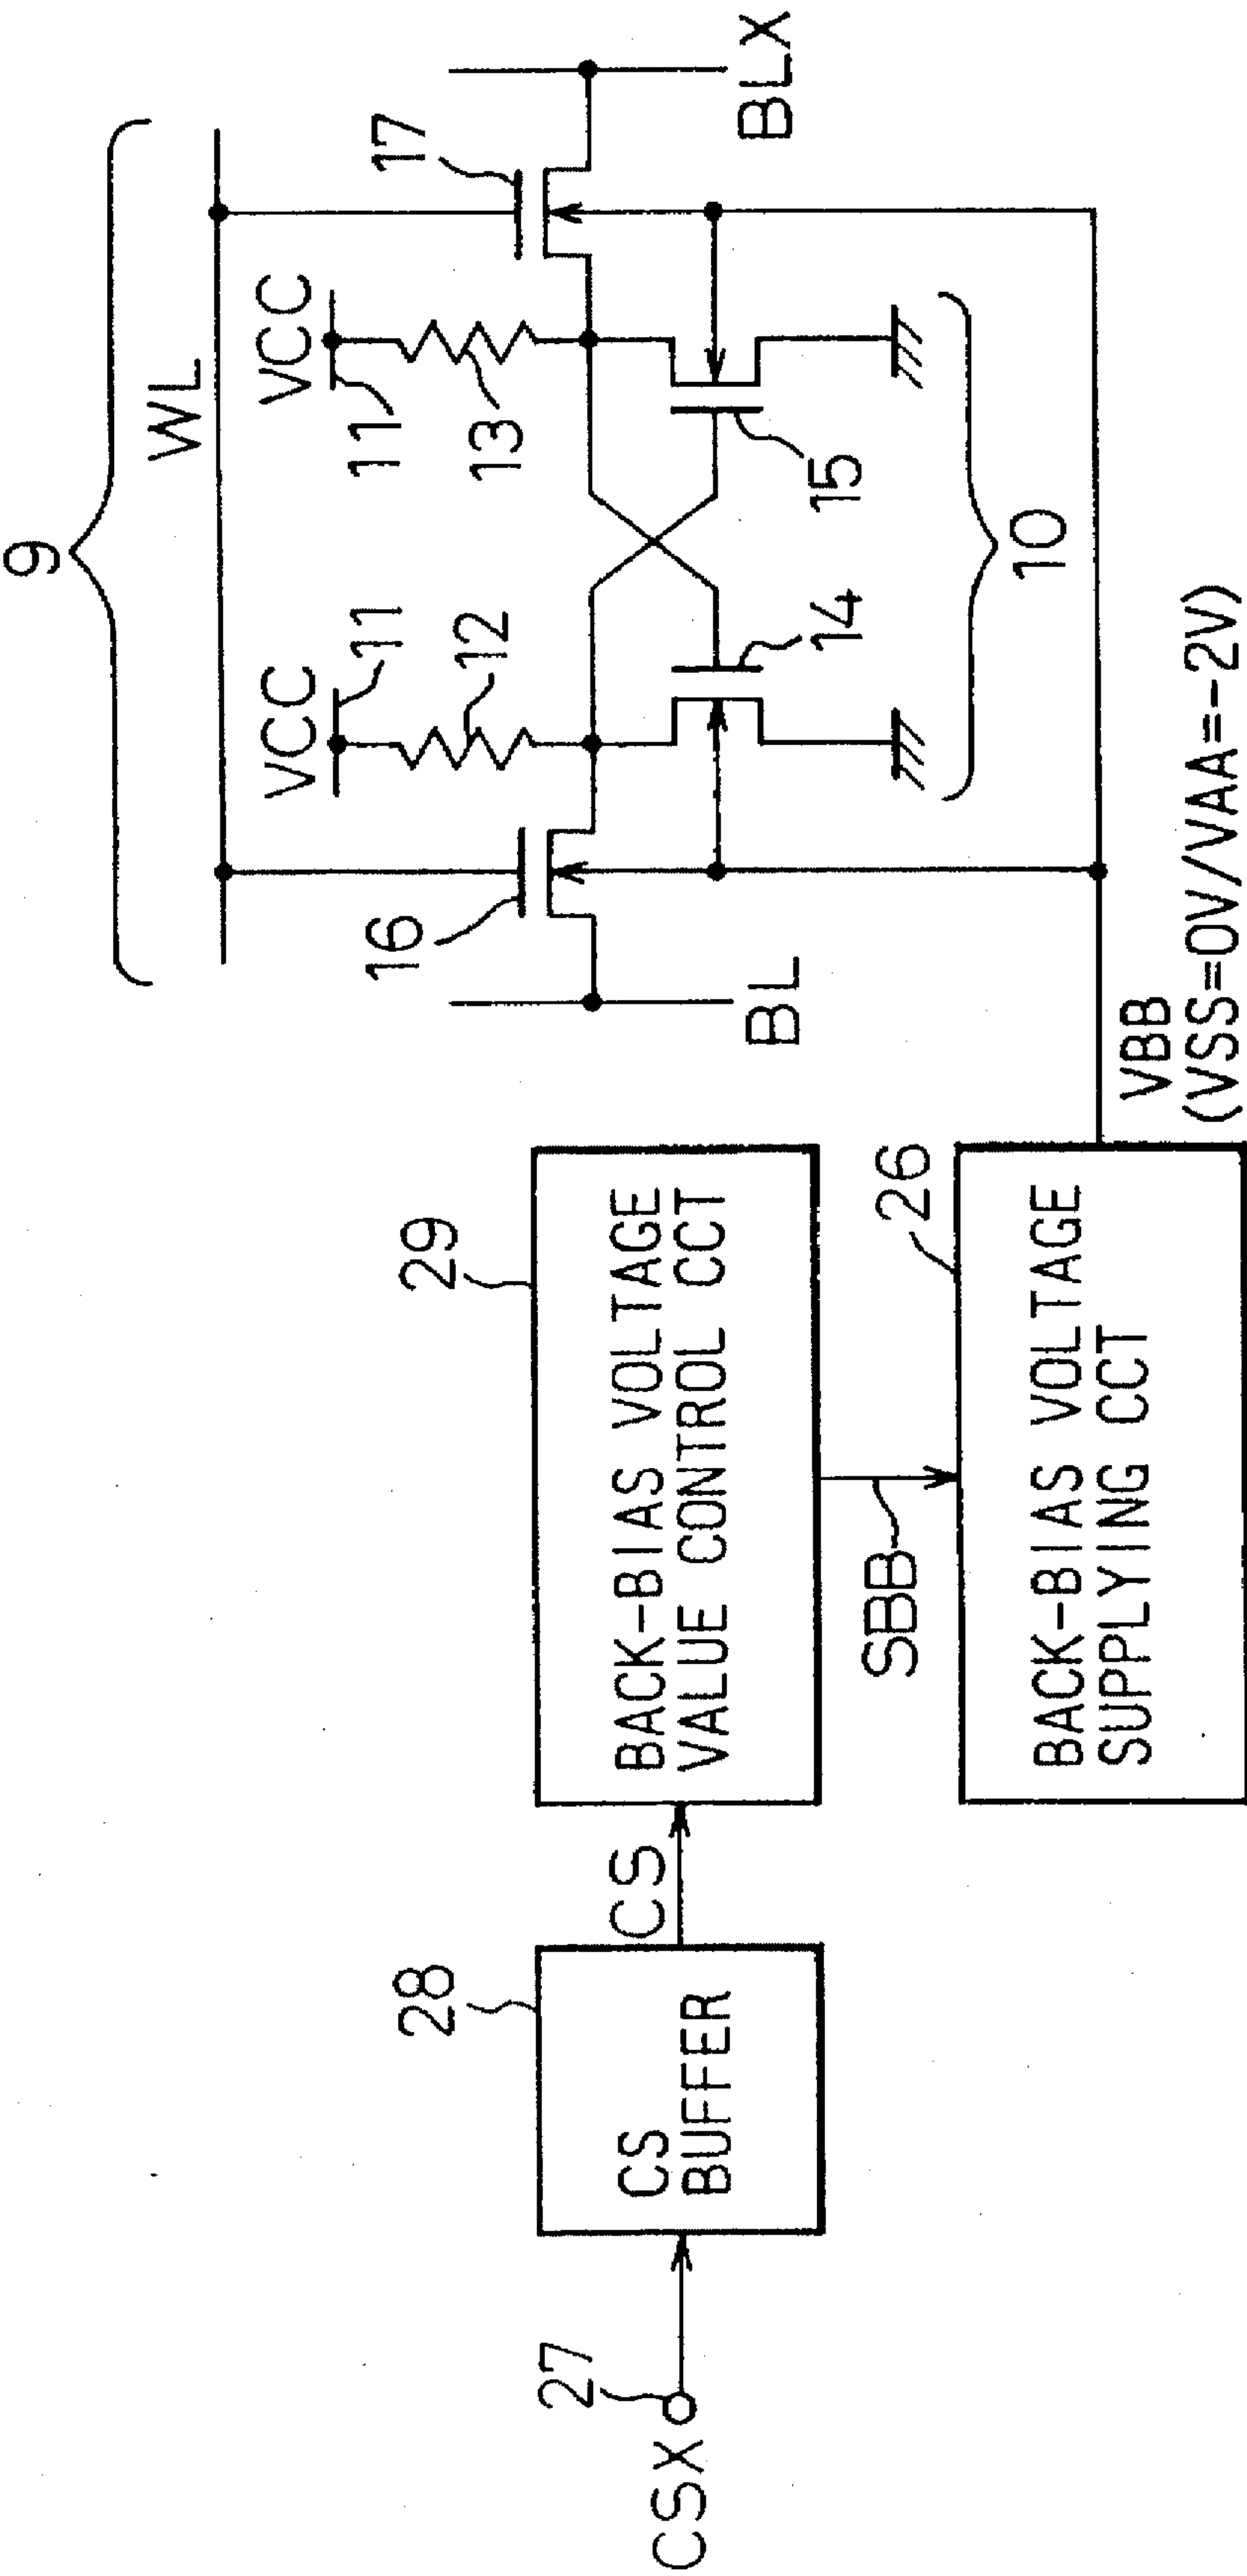 9
WL
VCC
VCC
11
11
12
13
16
17
14
15
BL
BLX
10
CSX
27
28
CS
BUFFER
CS
29
BACK-BIAS VOLTAGE
VALUE CONTROL CCT
SBB
26
BACK-BIAS VOLTAGE
SUPPLYING CCT
VBB
(VSS=0V/VAA=-2V)